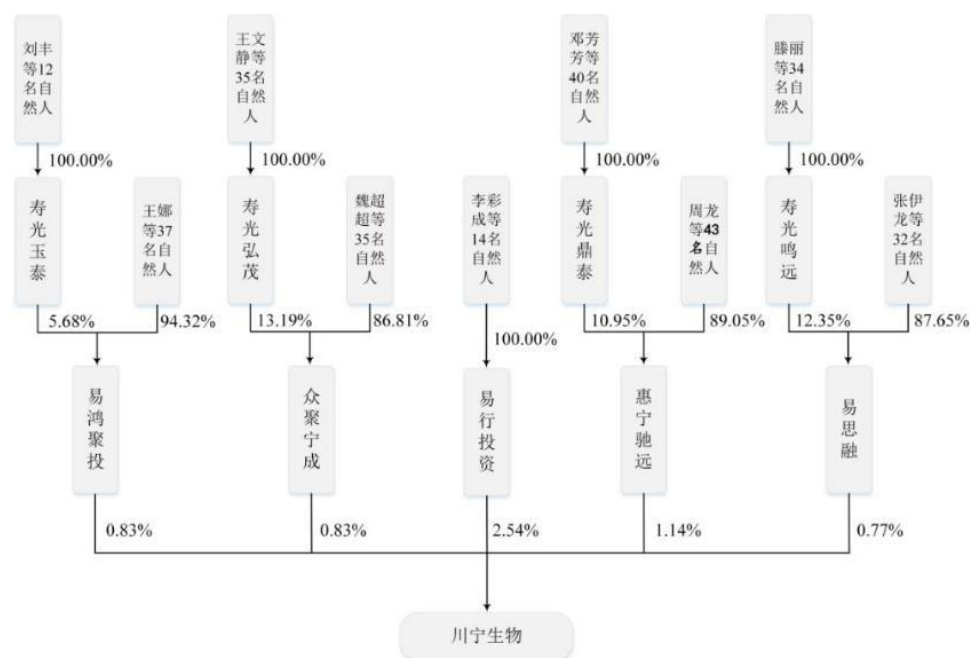 刘丰
等12
名自
然人
王文
静等
35名
自然
人
邓芳
芳等
40名
自然
人
滕丽
等34
名自
然人
100.00%
100.00%
100.00%
100.00%
寿光玉泰
王娜
等37
名自
然人
寿光弘茂
魏超
超等
35名
自然
人
李彩
成等
14名
自然
人
寿光鼎泰
周龙
等43
名自
然人
寿光鸣远
张伊
龙等
32名
自然
人
5.68%
94.32%
13.19%
86.81%
100.00%
10.95%
89.05%
12.35%
87.65%
易鸿聚投
众聚宁成
易行投资
惠宁驰远
易思融
0.83%
0.83%
2.54%
1.14%
0.77%
川宁生物